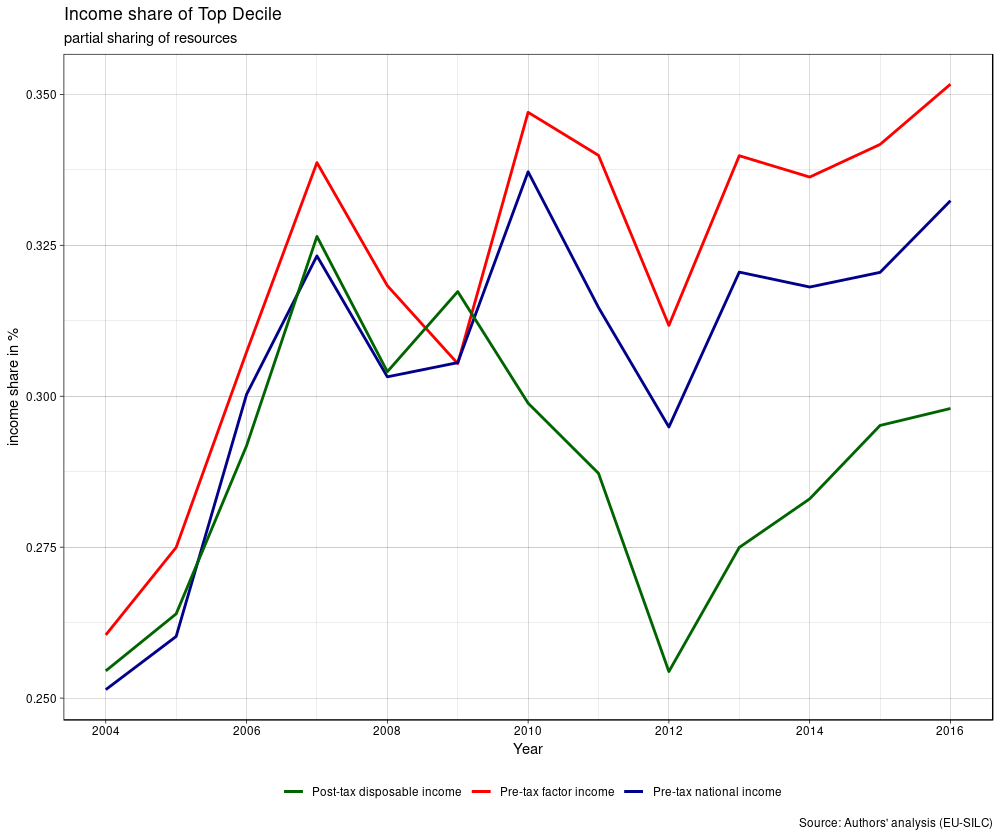 Income share of Top Decile
partial sharing of resources
income share in %
0.350
0.325
0.300
0.275
0.250
2004 2006 2008 2010 2012 2014 2016
Year
Post-tax disposable income Pre-tax factor income Pre-tax national income
Source: Authors' analysis (EU-SILC)